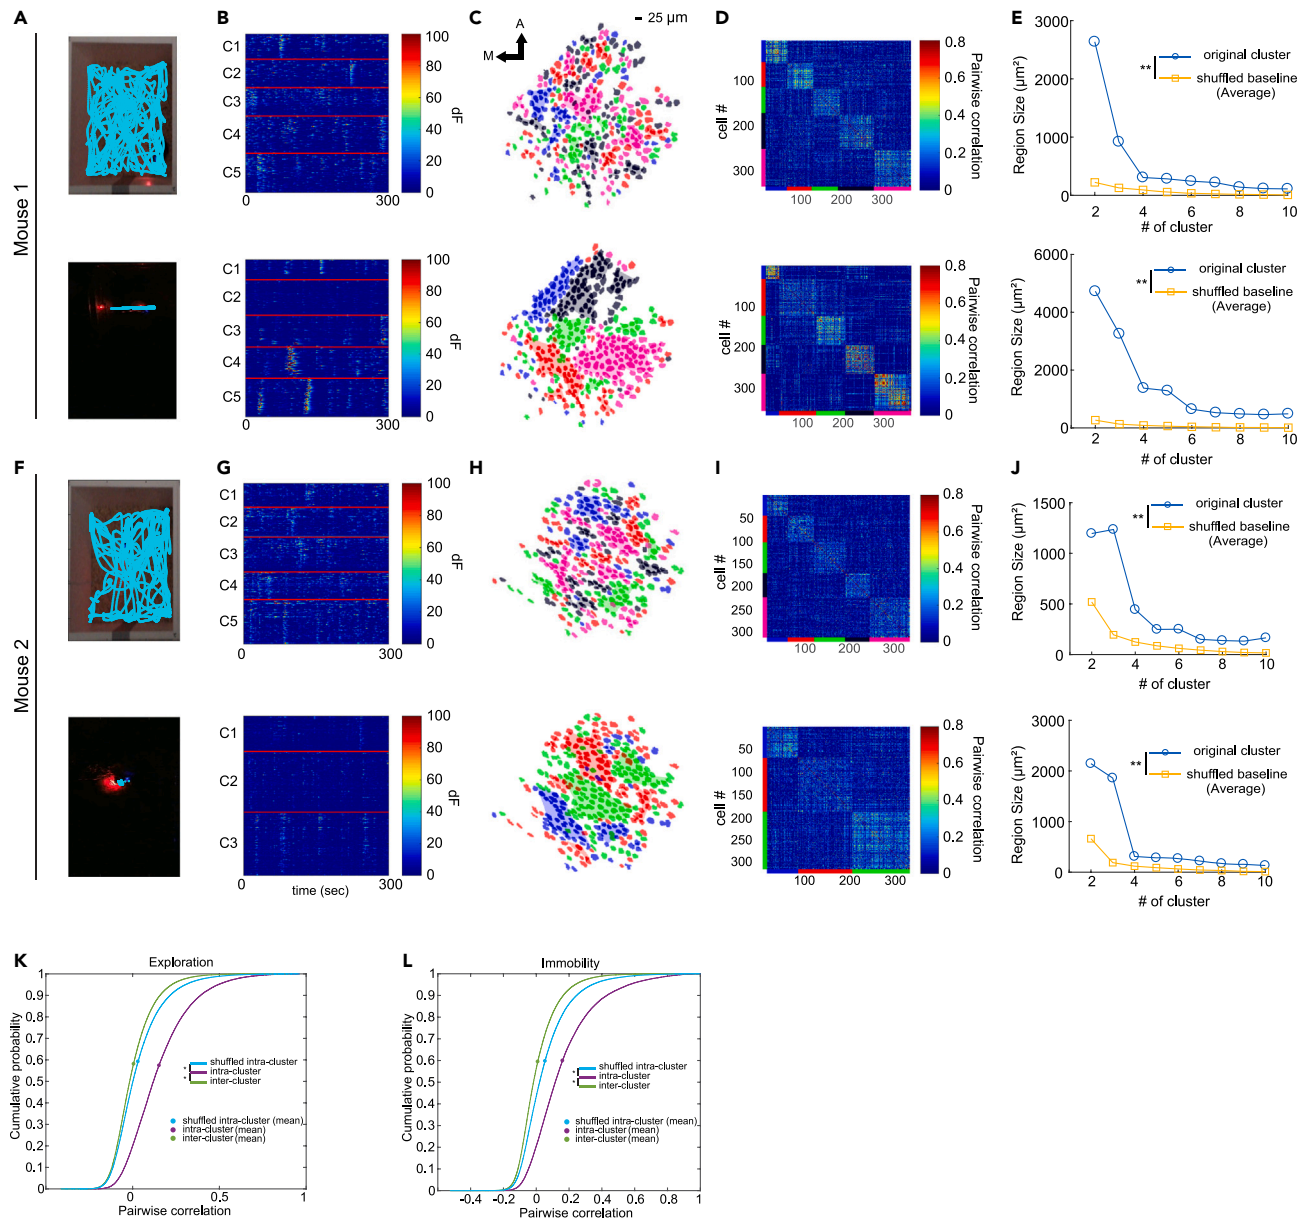 A
B
C
D
E
Mouse 1
C1
C2
C3
C4
C5
0
300
100
80
60
40
20
0
dF
A
M
25 µm
cell #
100
200
300
100
200
300
0.8
0.6
0.4
0.2
0
Pairwise correlation
Region Size (µm²)
3000
2000
1000
0
2
4
6
8
10
# of cluster
original cluster
**
shuffled baseline
(Average)
C1
C2
C3
C4
C5
0
300
100
80
60
40
20
0
dF
cell #
100
200
300
100
200
300
0.8
0.6
0.4
0.2
0
Pairwise correlation
Region Size (µm²)
6000
4000
2000
0
2
4
6
8
10
# of cluster
original cluster
**
shuffled baseline
(Average)
F
G
H
I
J
Mouse 2
C1
C2
C3
C4
C5
0
300
100
80
60
40
20
0
dF
cell #
50
100
150
200
250
300
100
200
300
0.8
0.6
0.4
0.2
0
Pairwise correlation
Region Size (µm²)
1500
1000
500
0
2
4
6
8
10
# of cluster
original cluster
**
shuffled baseline
(Average)
C1
C2
C3
0
300
time (sec)
100
80
60
40
20
0
dF
cell #
50
100
150
200
250
300
100
200
300
0.8
0.6
0.4
0.2
0
Pairwise correlation
Region Size (µm²)
3000
2000
1000
0
2
4
6
8
10
# of cluster
original cluster
**
shuffled baseline
(Average)
K
Exploration
Cumulative probability
1
0.9
0.8
0.7
0.6
0.5
0.4
0.3
0.2
0.1
0
0
0.5
1
Pairwise correlation
shuffled intra-cluster
*
intra-cluster
*
inter-cluster
shuffled intra-cluster (mean)
intra-cluster (mean)
inter-cluster (mean)
L
Immobility
Cumulative probability
1
0.9
0.8
0.7
0.6
0.5
0.4
0.3
0.2
0.1
0
-0.4
-0.2
0
0.2
0.4
0.6
0.8
1
Pairwise correlation
shuffled intra-cluster
*
intra-cluster
*
inter-cluster
shuffled intra-cluster (mean)
intra-cluster (mean)
inter-cluster (mean)